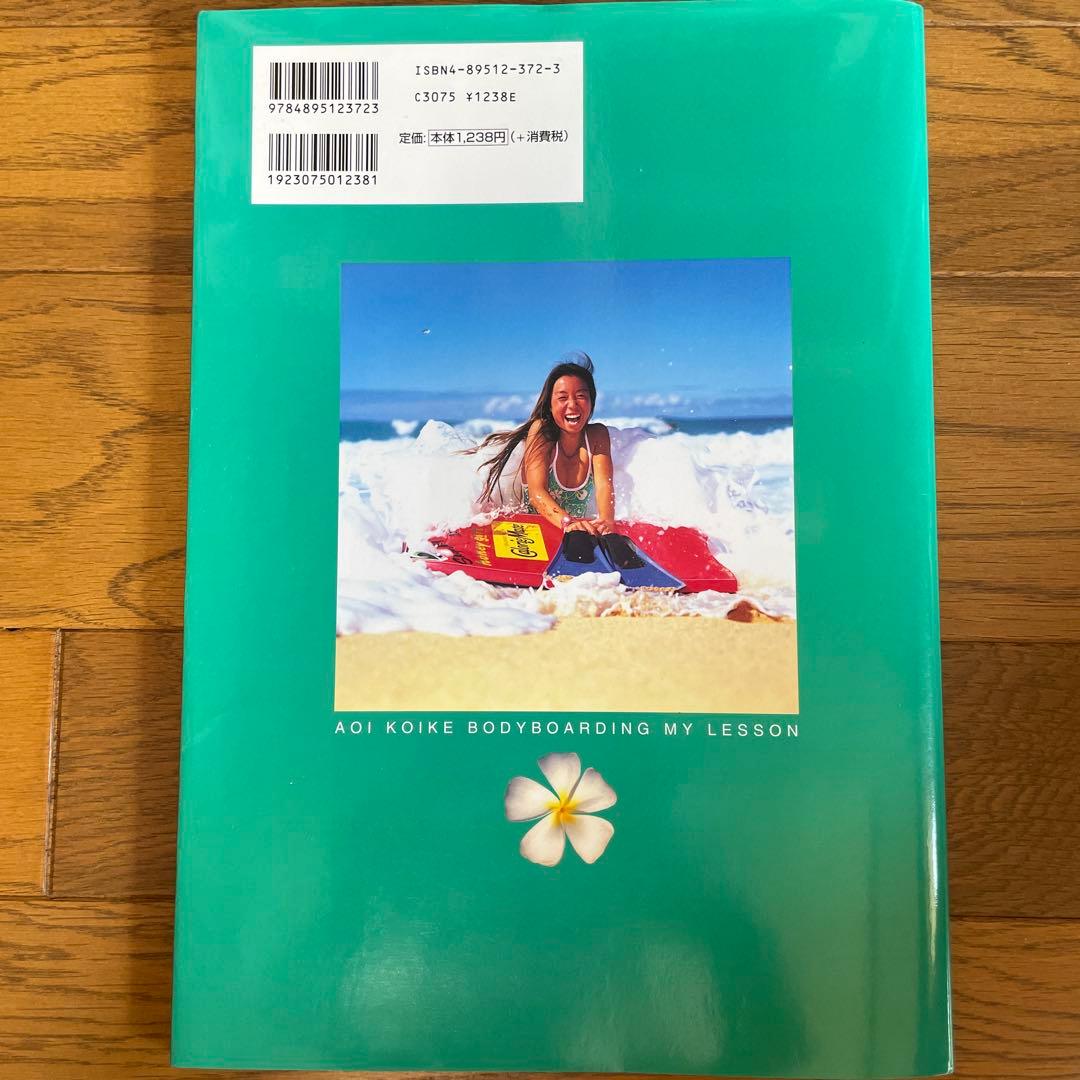 ISBN4-89512-372-3
9784895123723
C3075 ¥1238E
定価:本体1,238円(+消費税)
1923075012381
CalorieMate
AOI KOIKE BODYBOARDING MY LESSON